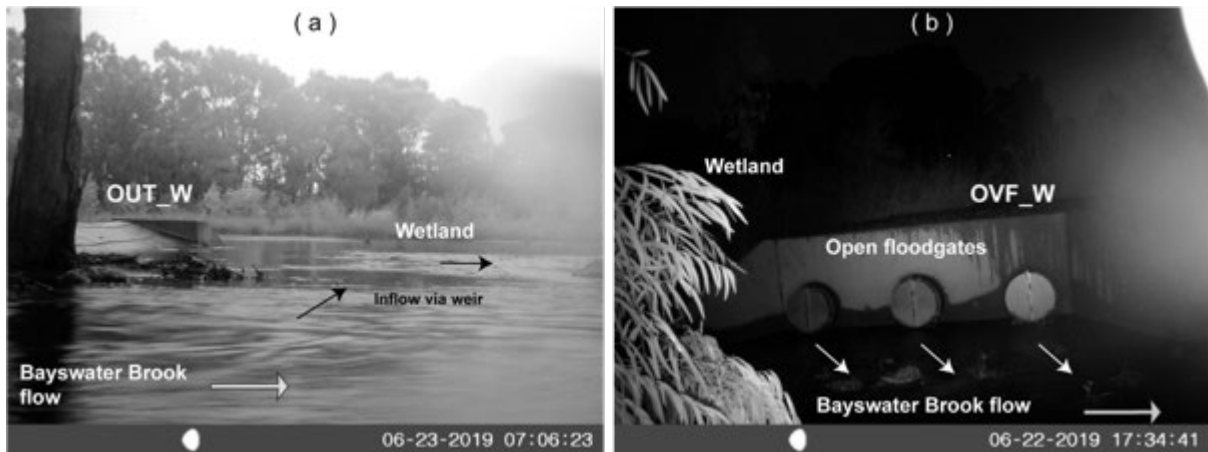 ( a )
OUT_W
Wetland
Inflow via weir
Bayswater Brook
flow
06-23-2019 07:06:23
( b )
Wetland
OVF_W
Open floodgates
Bayswater Brook flow
06-22-2019 17:34:41